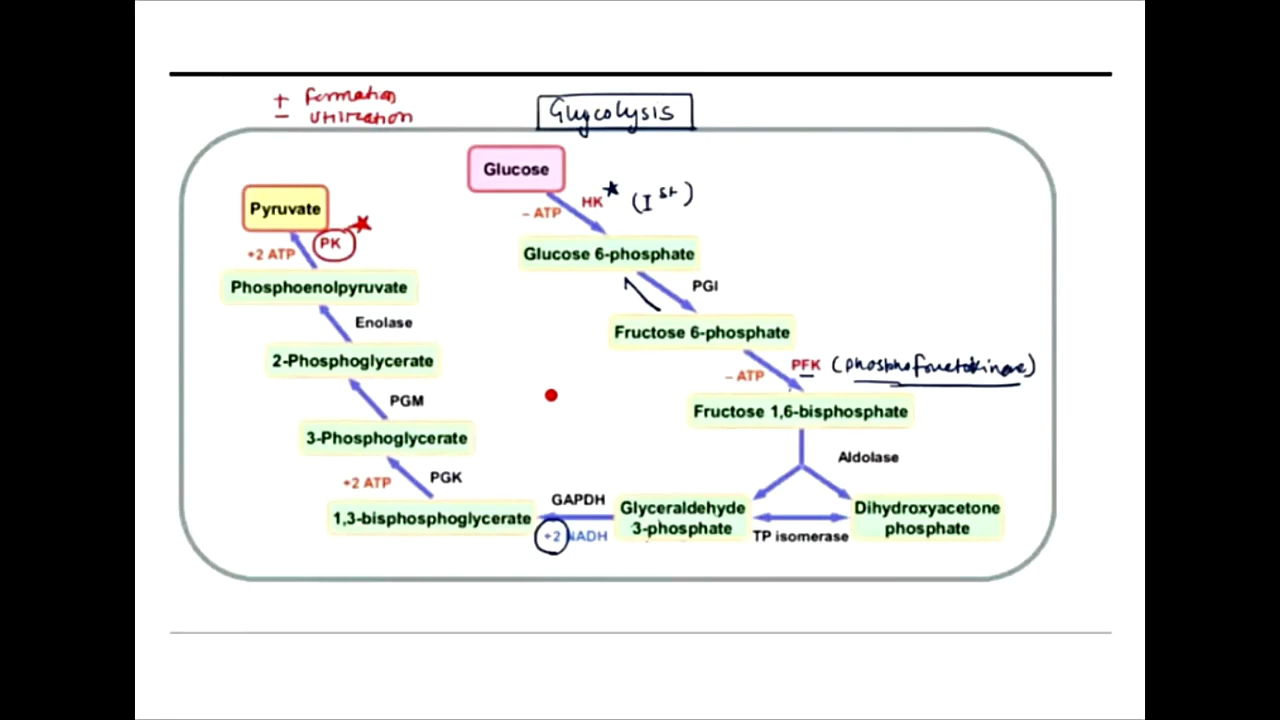 + Formation
− Utilization
Glycolysis
Glucose
HK★ (Ist)
− ATP
Glucose 6-phosphate
PGI
Fructose 6-phosphate
PFK (phosphofructokinase)
− ATP
Fructose 1,6-bisphosphate
Aldolase
Glyceraldehyde
3-phosphate
Dihydroxyacetone
phosphate
TP isomerase
GAPDH
+2 NADH
1,3-bisphosphoglycerate
PGK
+2 ATP
3-Phosphoglycerate
PGM
2-Phosphoglycerate
Enolase
Phosphoenolpyruvate
PK ★
+2 ATP
Pyruvate